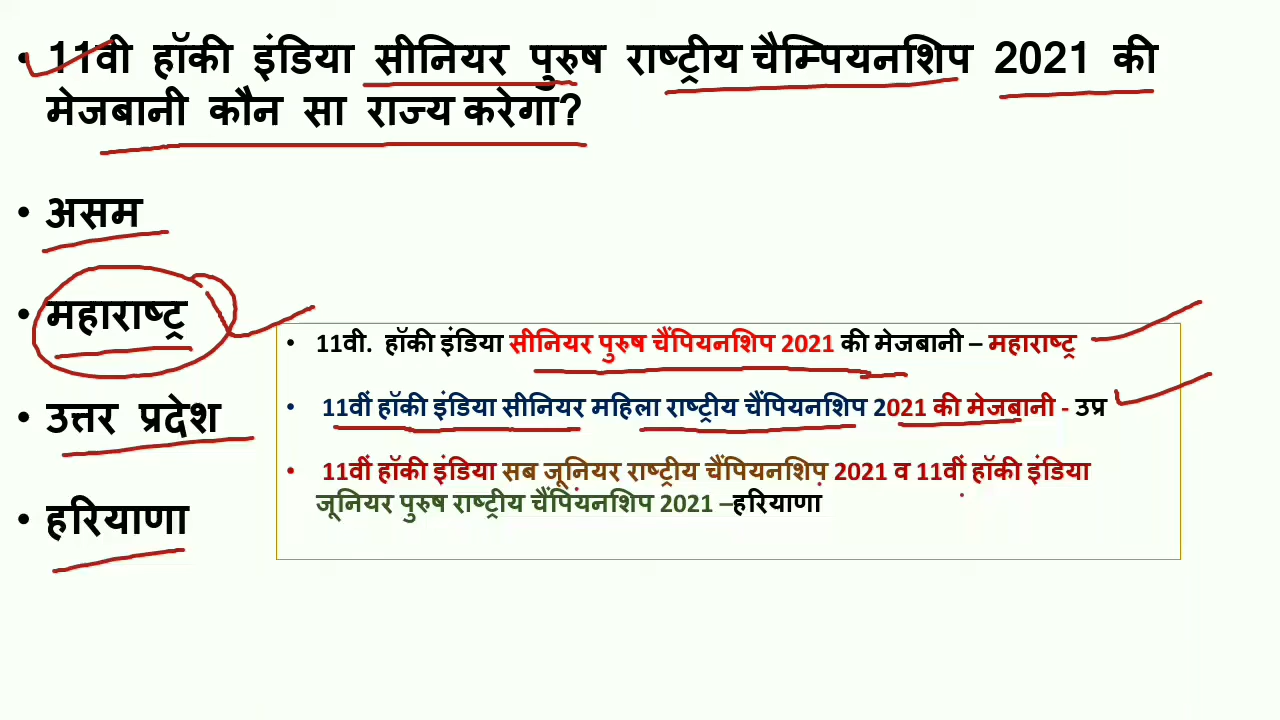 • 11वी हॉकी इंडिया सीनियर पुरुष राष्ट्रीय चैम्पियनशिप 2021 की
मेजबानी कौन सा राज्य करेगा?
• असम
• महाराष्ट्र
• उत्तर प्रदेश
• हरियाणा
• 11वी. हॉकी इंडिया सीनियर पुरुष चैंपियनशिप 2021 की मेजबानी – महाराष्ट्र
• 11वीं हॉकी इंडिया सीनियर महिला राष्ट्रीय चैंपियनशिप 2021 की मेजबानी - उप्र
• 11वीं हॉकी इंडिया सब जूनियर राष्ट्रीय चैंपियनशिप 2021 व 11वीं हॉकी इंडिया
जूनियर पुरुष राष्ट्रीय चैंपियनशिप 2021 –हरियाणा